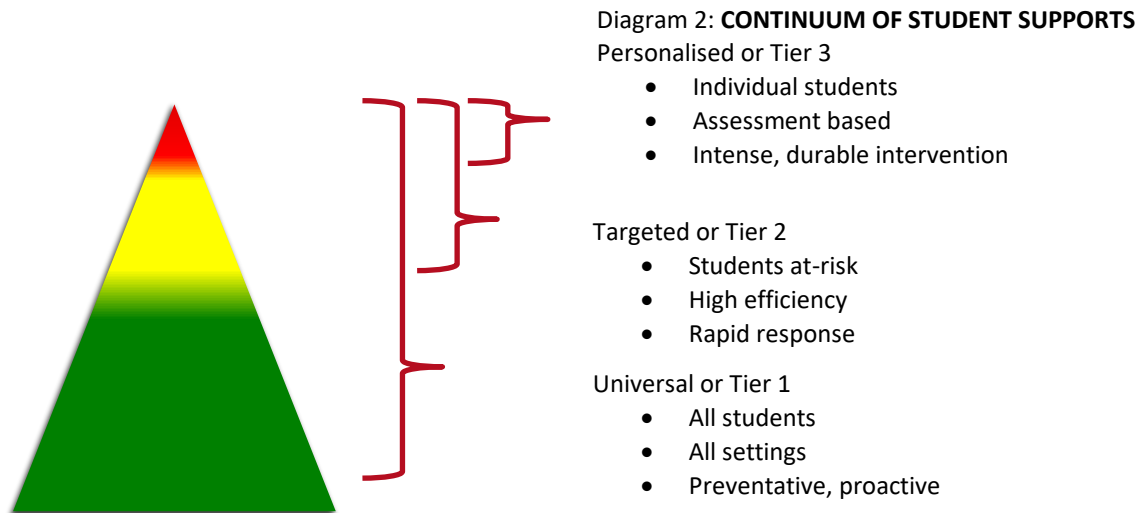 Diagram 2: CONTINUUM OF STUDENT SUPPORTS
Personalised or Tier 3
• Individual students
• Assessment based
• Intense, durable intervention
Targeted or Tier 2
• Students at-risk
• High efficiency
• Rapid response
Universal or Tier 1
• All students
• All settings
• Preventative, proactive